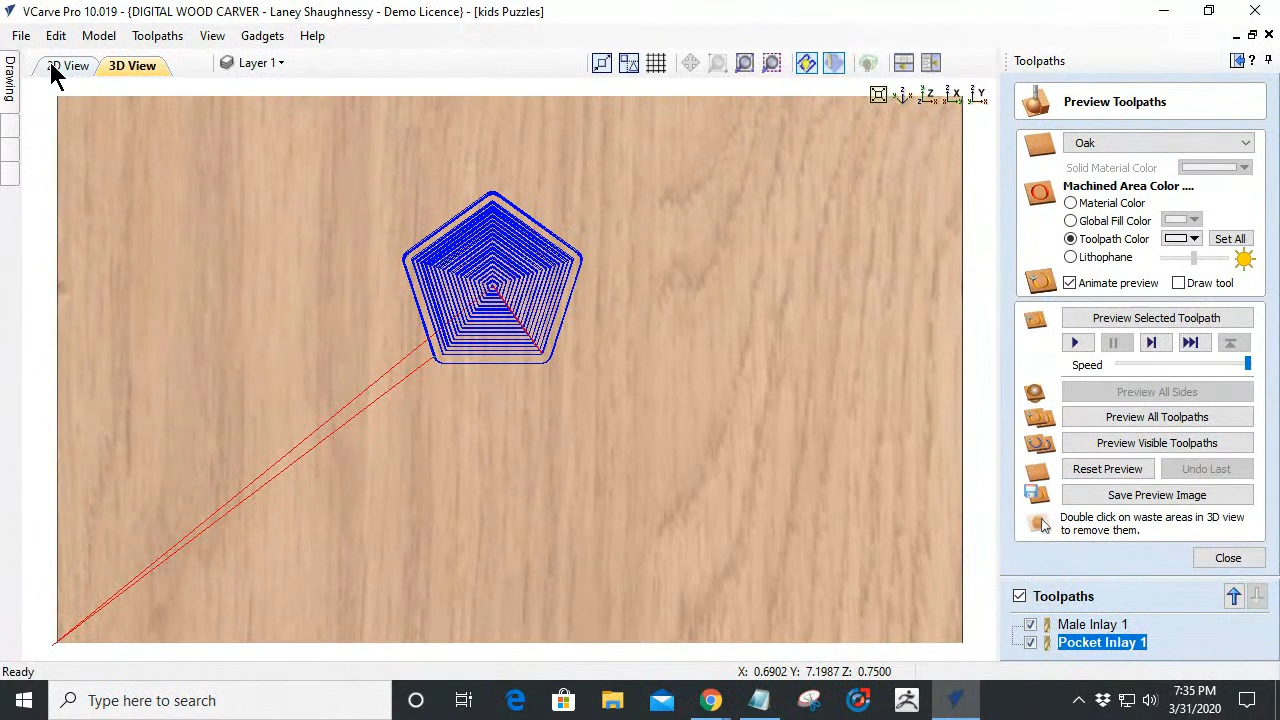 VCarve Pro 10.019 - {DIGITAL WOOD CARVER - Laney Shaughnessy - Demo Licence} - [kids Puzzles]
File Edit Model Toolpaths View Gadgets Help
Drawing
2D View 3D View Layer 1
Z Z X Y
Toolpaths
Preview Toolpaths
Oak
Solid Material Color
Machined Area Color ....
Material Color
Global Fill Color
Toolpath Color Set All
Lithophane
Animate preview Draw tool
Preview Selected Toolpath
Speed
Preview All Sides
Preview All Toolpaths
Preview Visible Toolpaths
Reset Preview Undo Last
Save Preview Image
Double click on waste areas in 3D view
to remove them.
Close
Toolpaths
Male Inlay 1
Pocket Inlay 1
Ready X: 0.6902 Y: 7.1987 Z: 0.7500
Type here to search
7:35 PM
3/31/2020